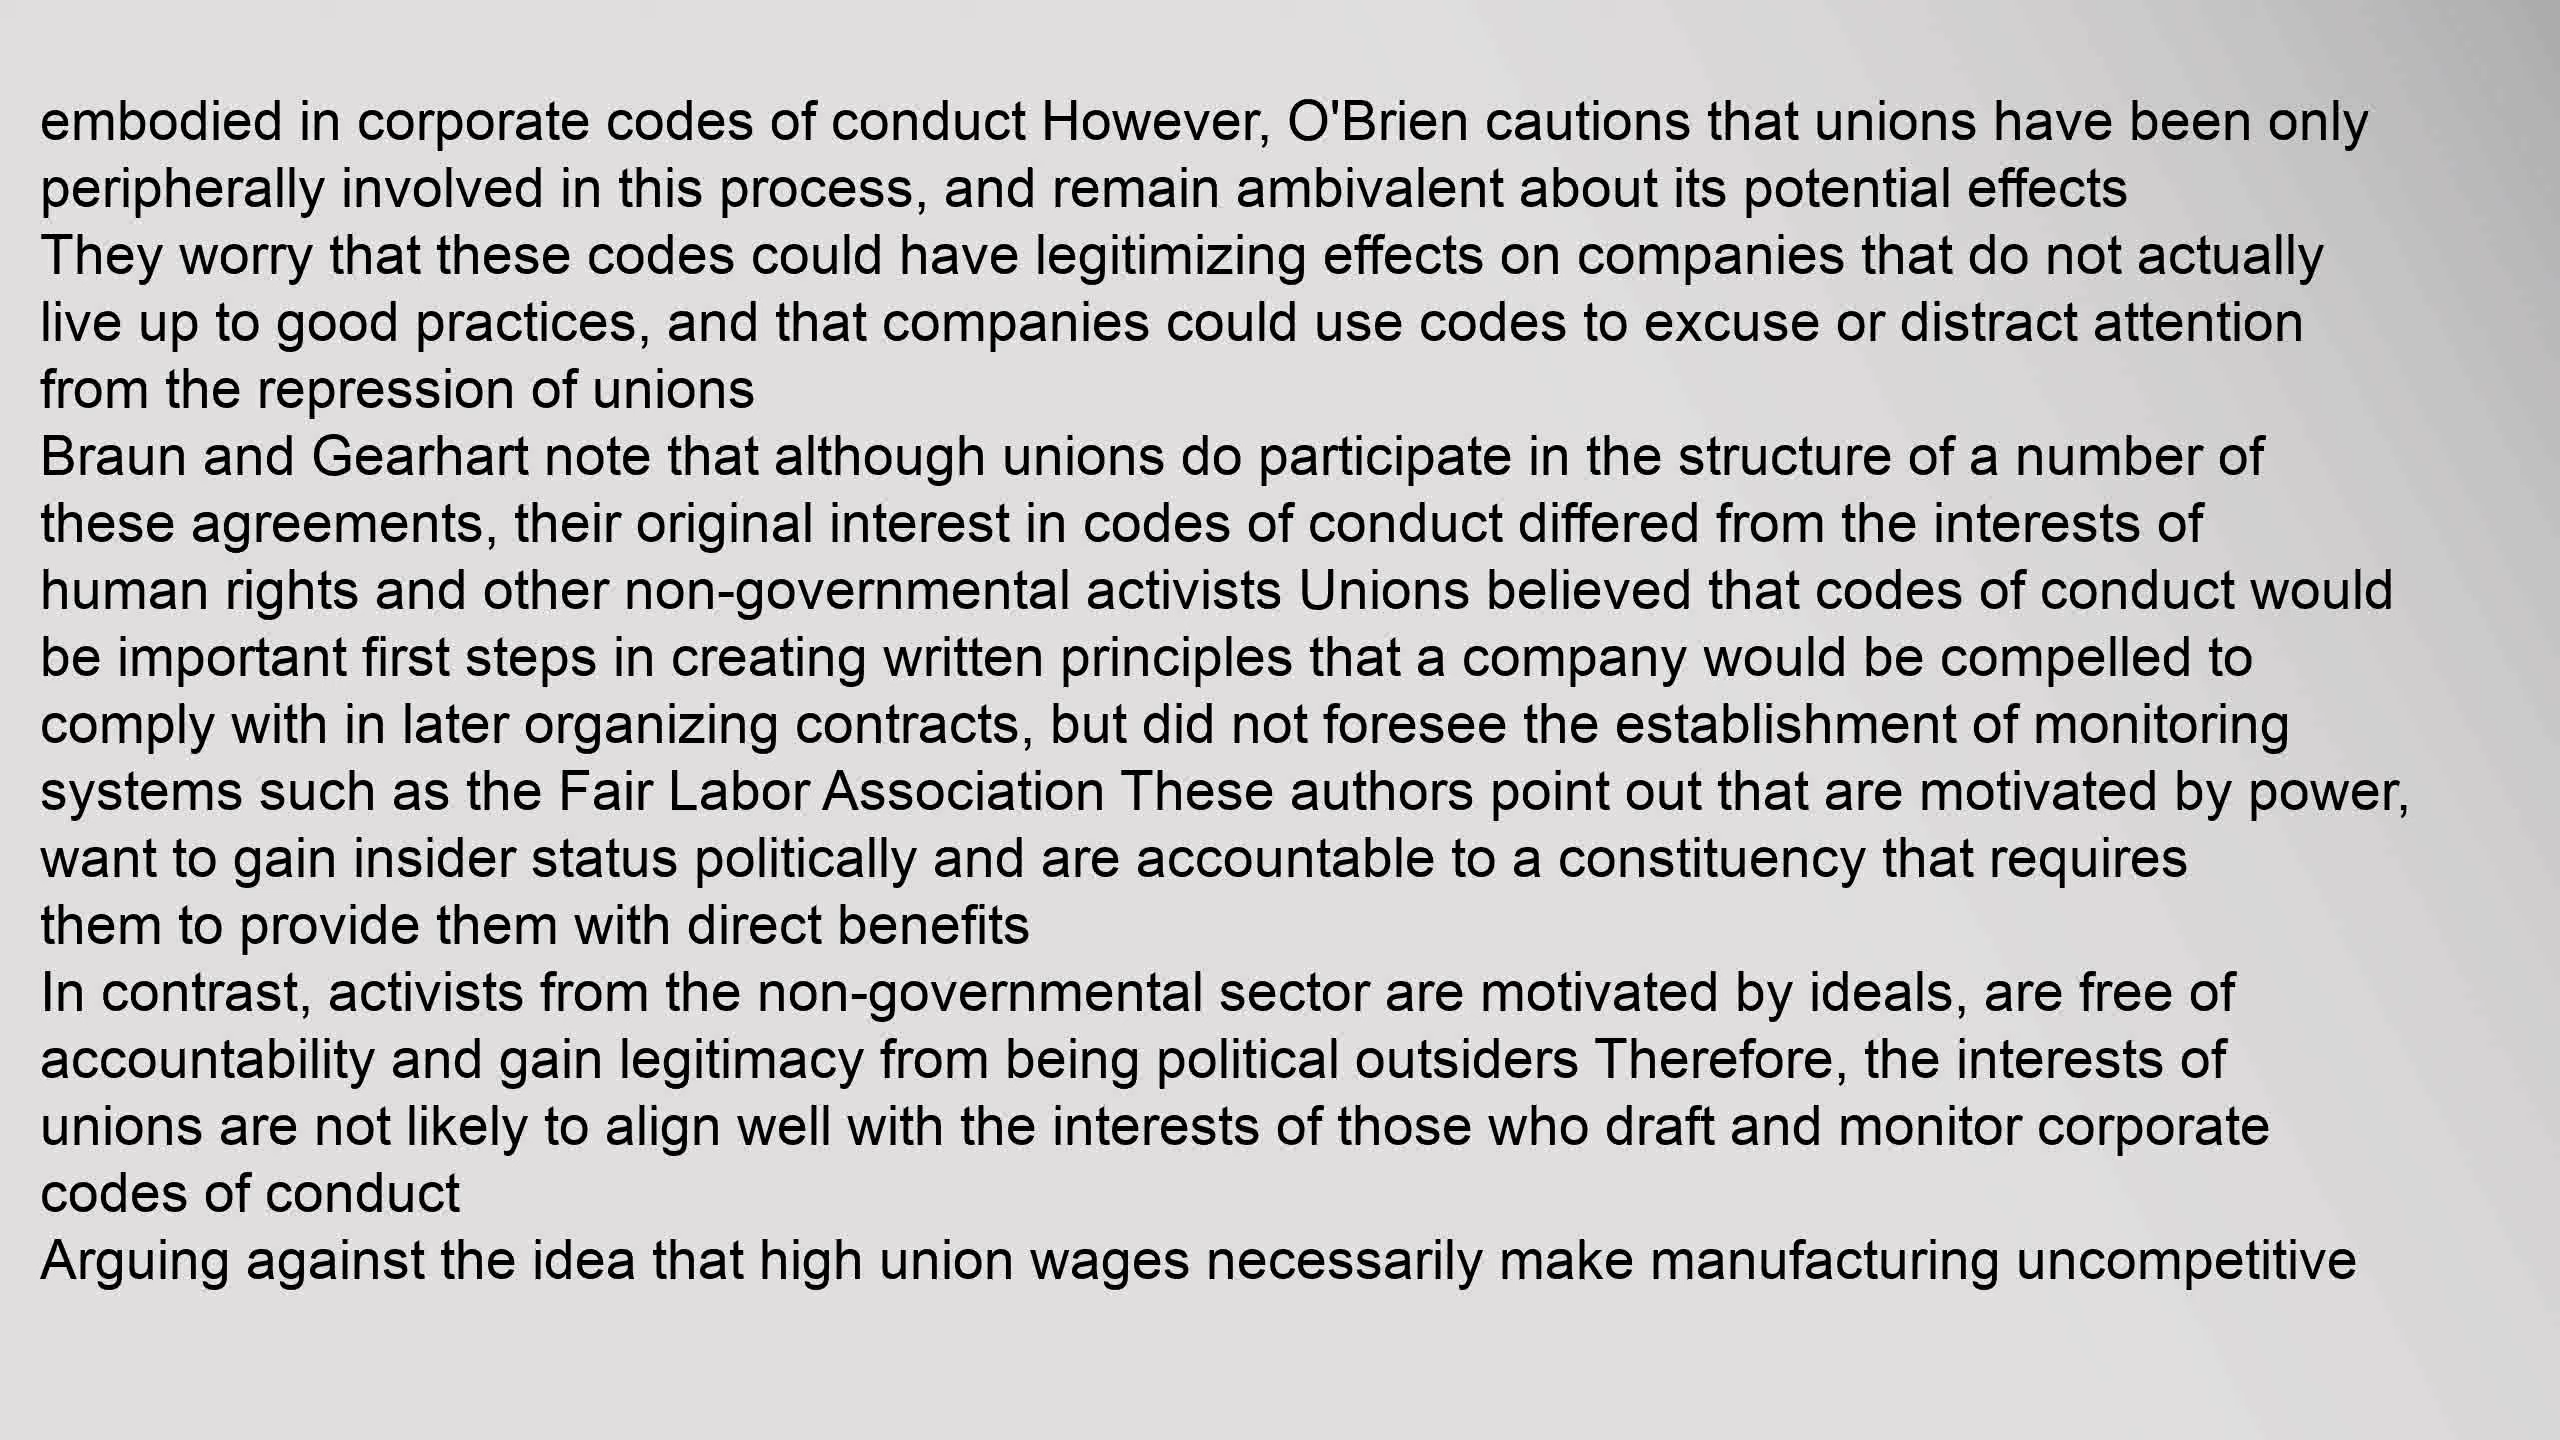 embodied in corporate codes of conduct However, O'Brien cautions that unions have been only
peripherally involved in this process, and remain ambivalent about its potential effects
They worry that these codes could have legitimizing effects on companies that do not actually
live up to good practices, and that companies could use codes to excuse or distract attention
from the repression of unions
Braun and Gearhart note that although unions do participate in the structure of a number of
these agreements, their original interest in codes of conduct differed from the interests of
human rights and other non-governmental activists Unions believed that codes of conduct would
be important first steps in creating written principles that a company would be compelled to
comply with in later organizing contracts, but did not foresee the establishment of monitoring
systems such as the Fair Labor Association These authors point out that are motivated by power,
want to gain insider status politically and are accountable to a constituency that requires
them to provide them with direct benefits
In contrast, activists from the non-governmental sector are motivated by ideals, are free of
accountability and gain legitimacy from being political outsiders Therefore, the interests of
unions are not likely to align well with the interests of those who draft and monitor corporate
codes of conduct
Arguing against the idea that high union wages necessarily make manufacturing uncompetitive